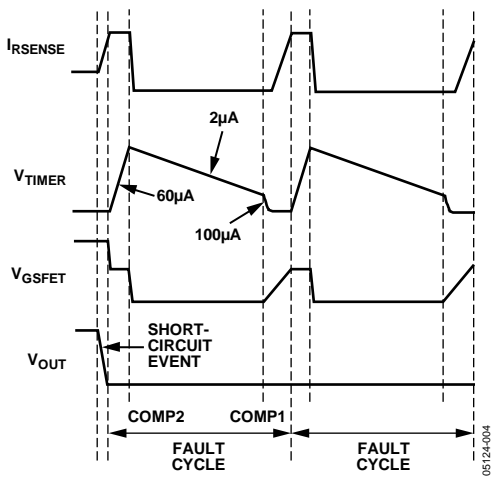 IRSENSE
2µA
VTIMER
60µA
100µA
VGSFET
SHORT-
CIRCUIT
EVENT
VOUT
COMP2 COMP1
FAULT
CYCLE
FAULT
CYCLE
05124-004